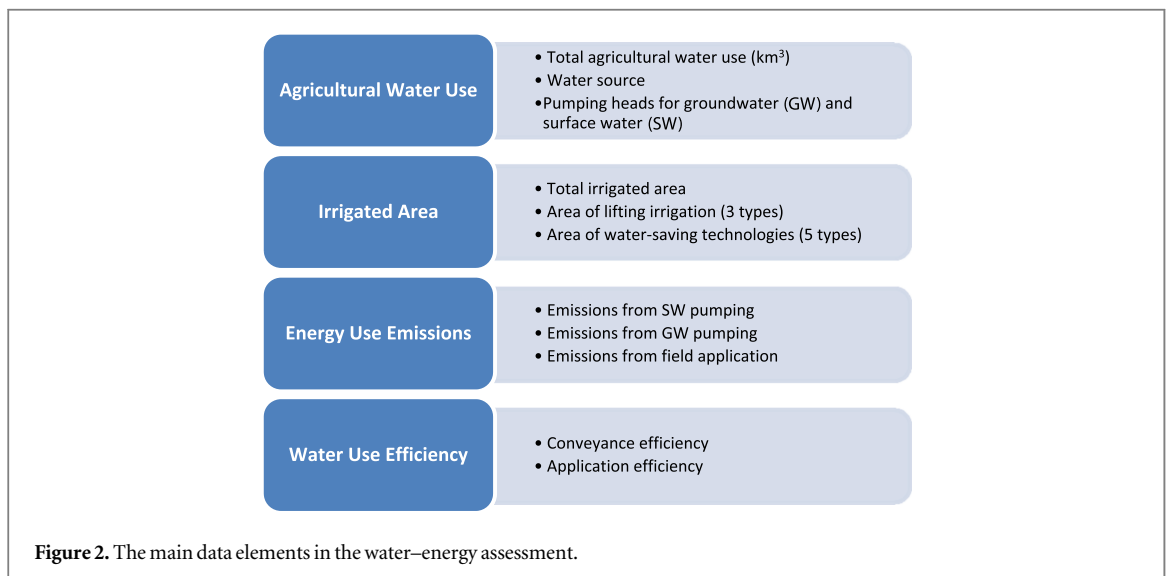 Agricultural Water Use
• Total agricultural water use (km³)
• Water source
•Pumping heads for groundwater (GW) and
surface water (SW)
Irrigated Area
• Total irrigated area
• Area of lifting irrigation (3 types)
• Area of water-saving technologies (5 types)
Energy Use Emissions
• Emissions from SW pumping
• Emissions from GW pumping
• Emissions from field application
Water Use Efficiency
• Conveyance efficiency
• Application efficiency
Figure 2. The main data elements in the water–energy assessment.